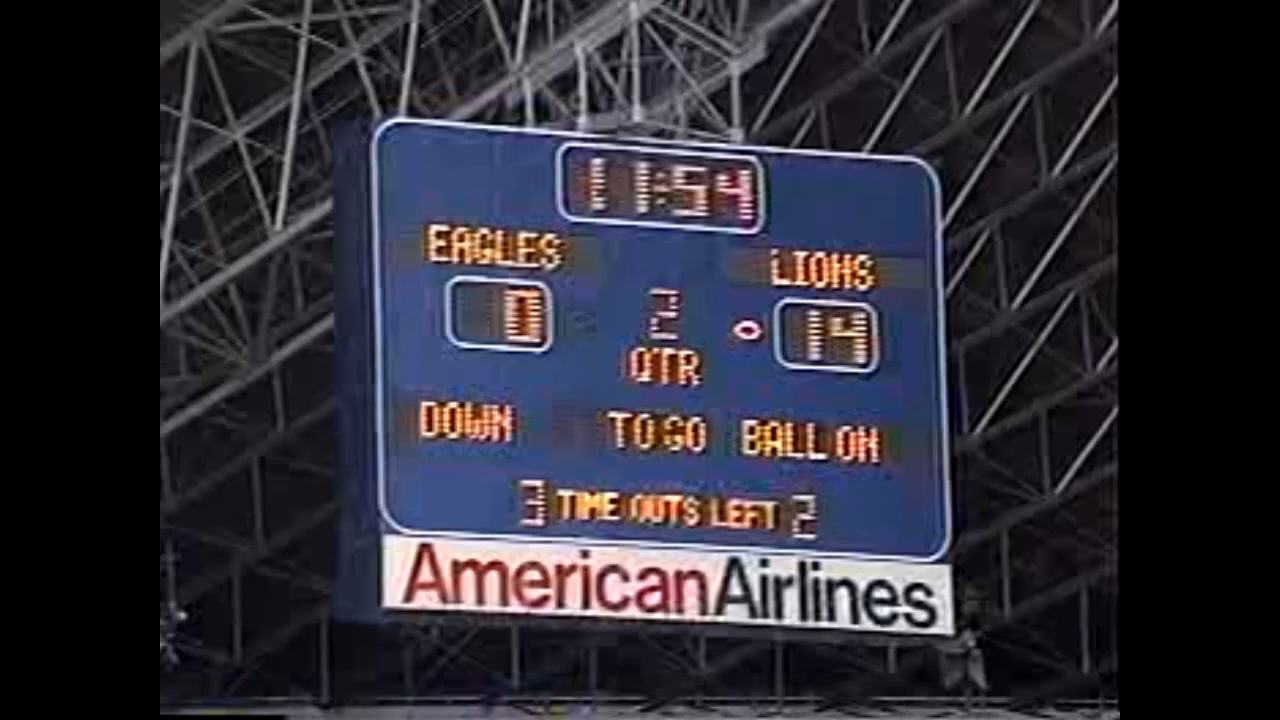 11:54
EAGLES LIONS
0 2 14
QTR
DOWN TO GO BALL ON
3 TIME OUTS LEFT 2
AmericanAirlines